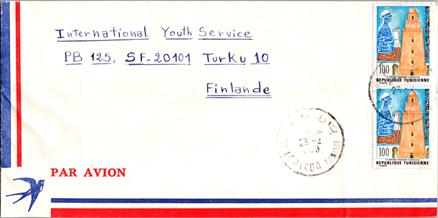 International Youth Service
PB 125, SF-20101 Turku 10
Finlande
100
REPUBLIQUE TUNISIENNE
100
REPUBLIQUE TUNISIENNE
PAR AVION